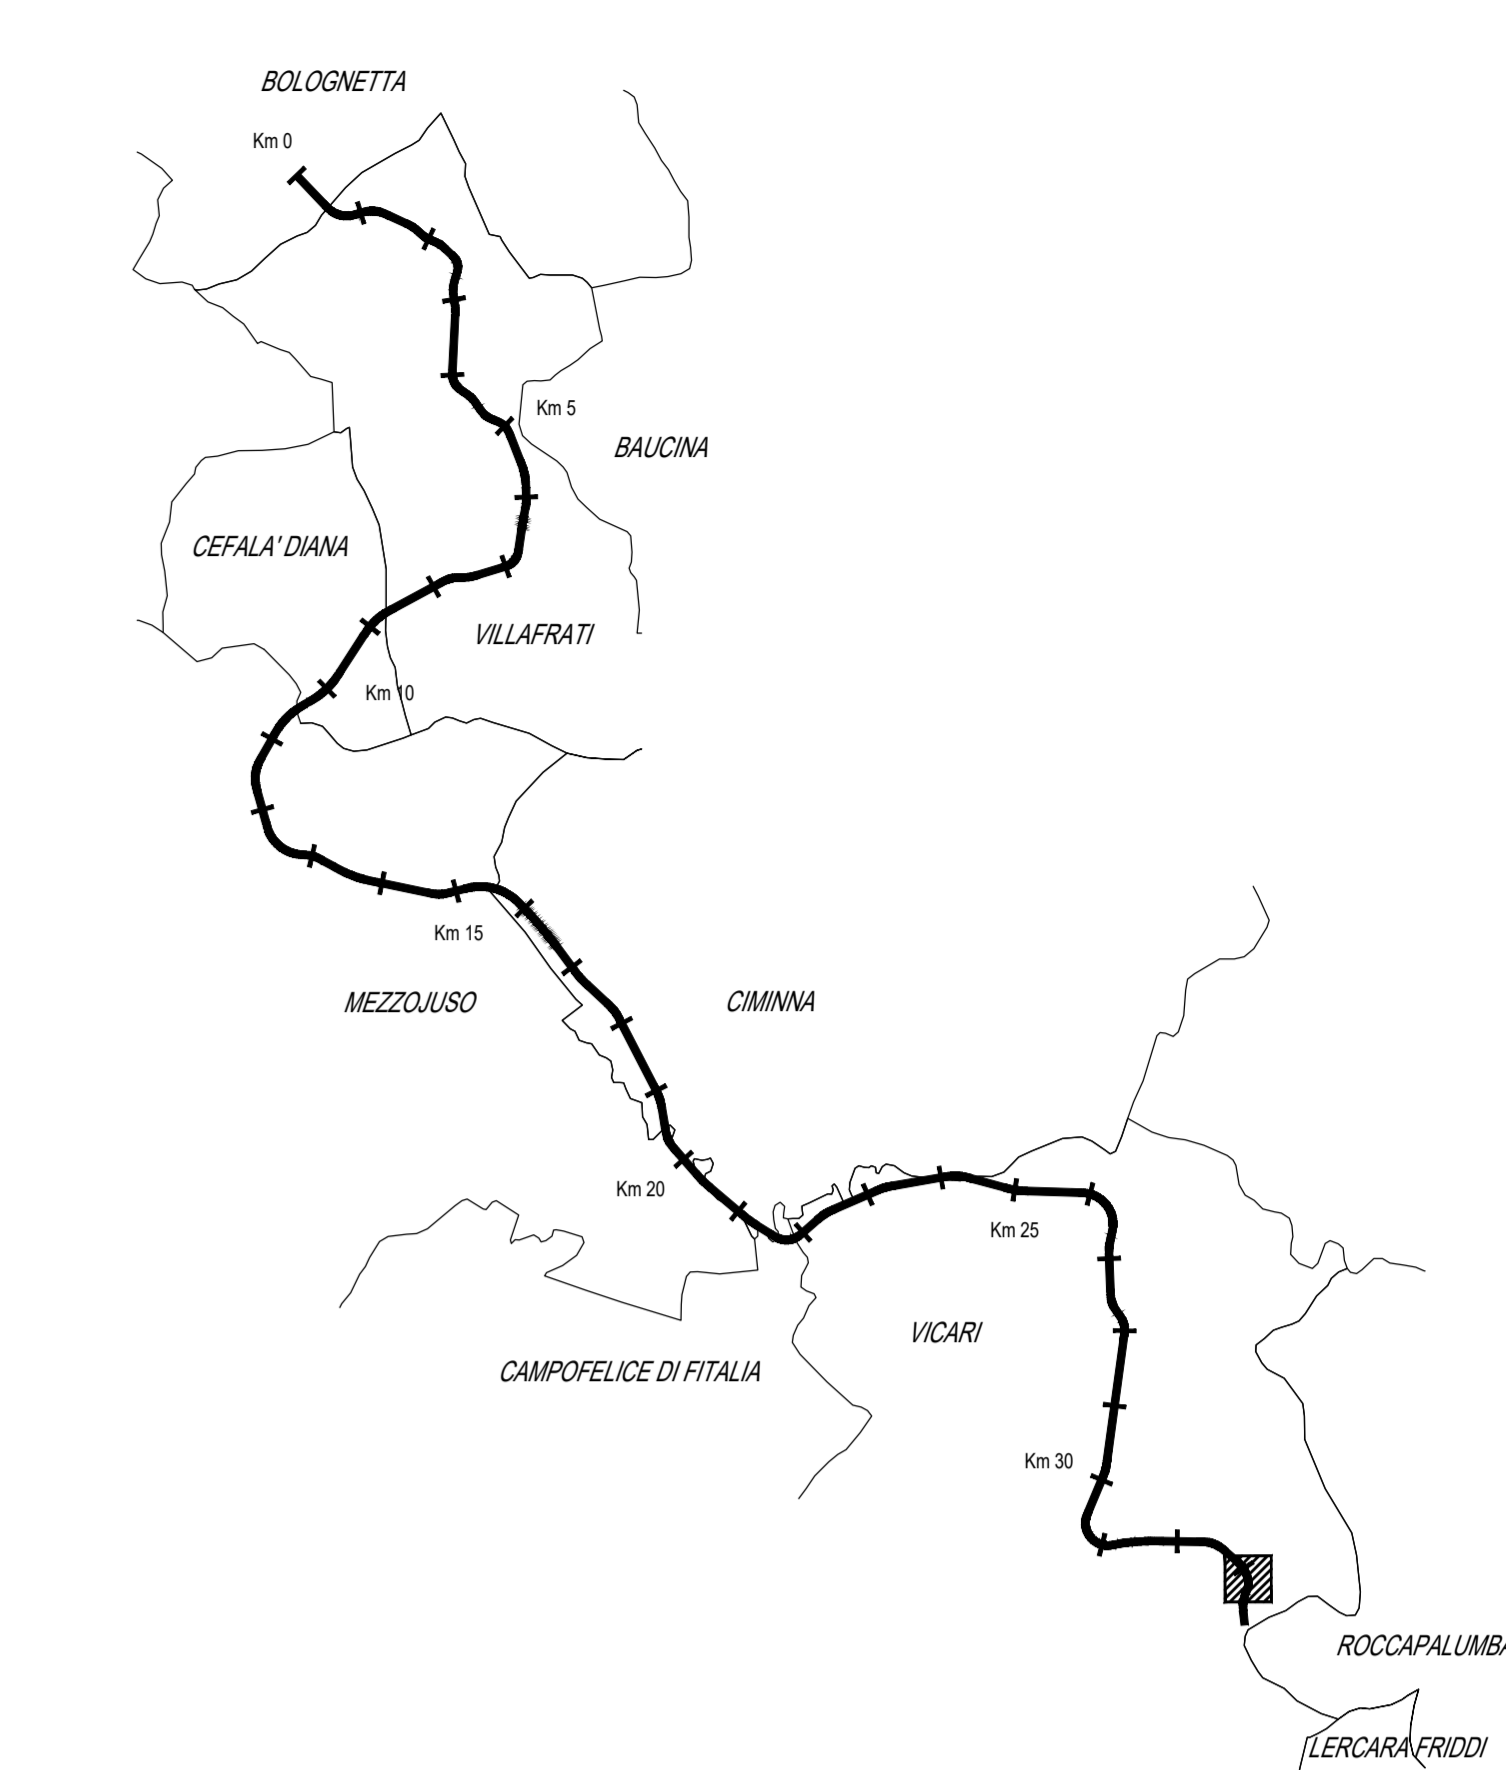 BOLOGNETTA
Km 0
Km 5
BAUCINA
CEFALA' DIANA
VILLAFRATI
Km 10
Km 15
MEZZOJUSO
CIMINNA
Km 20
Km 25
VICARI
CAMPOFELICE DI FITALIA
Km 30
ROCCAPALUMBA
LERCARA FRIDDI